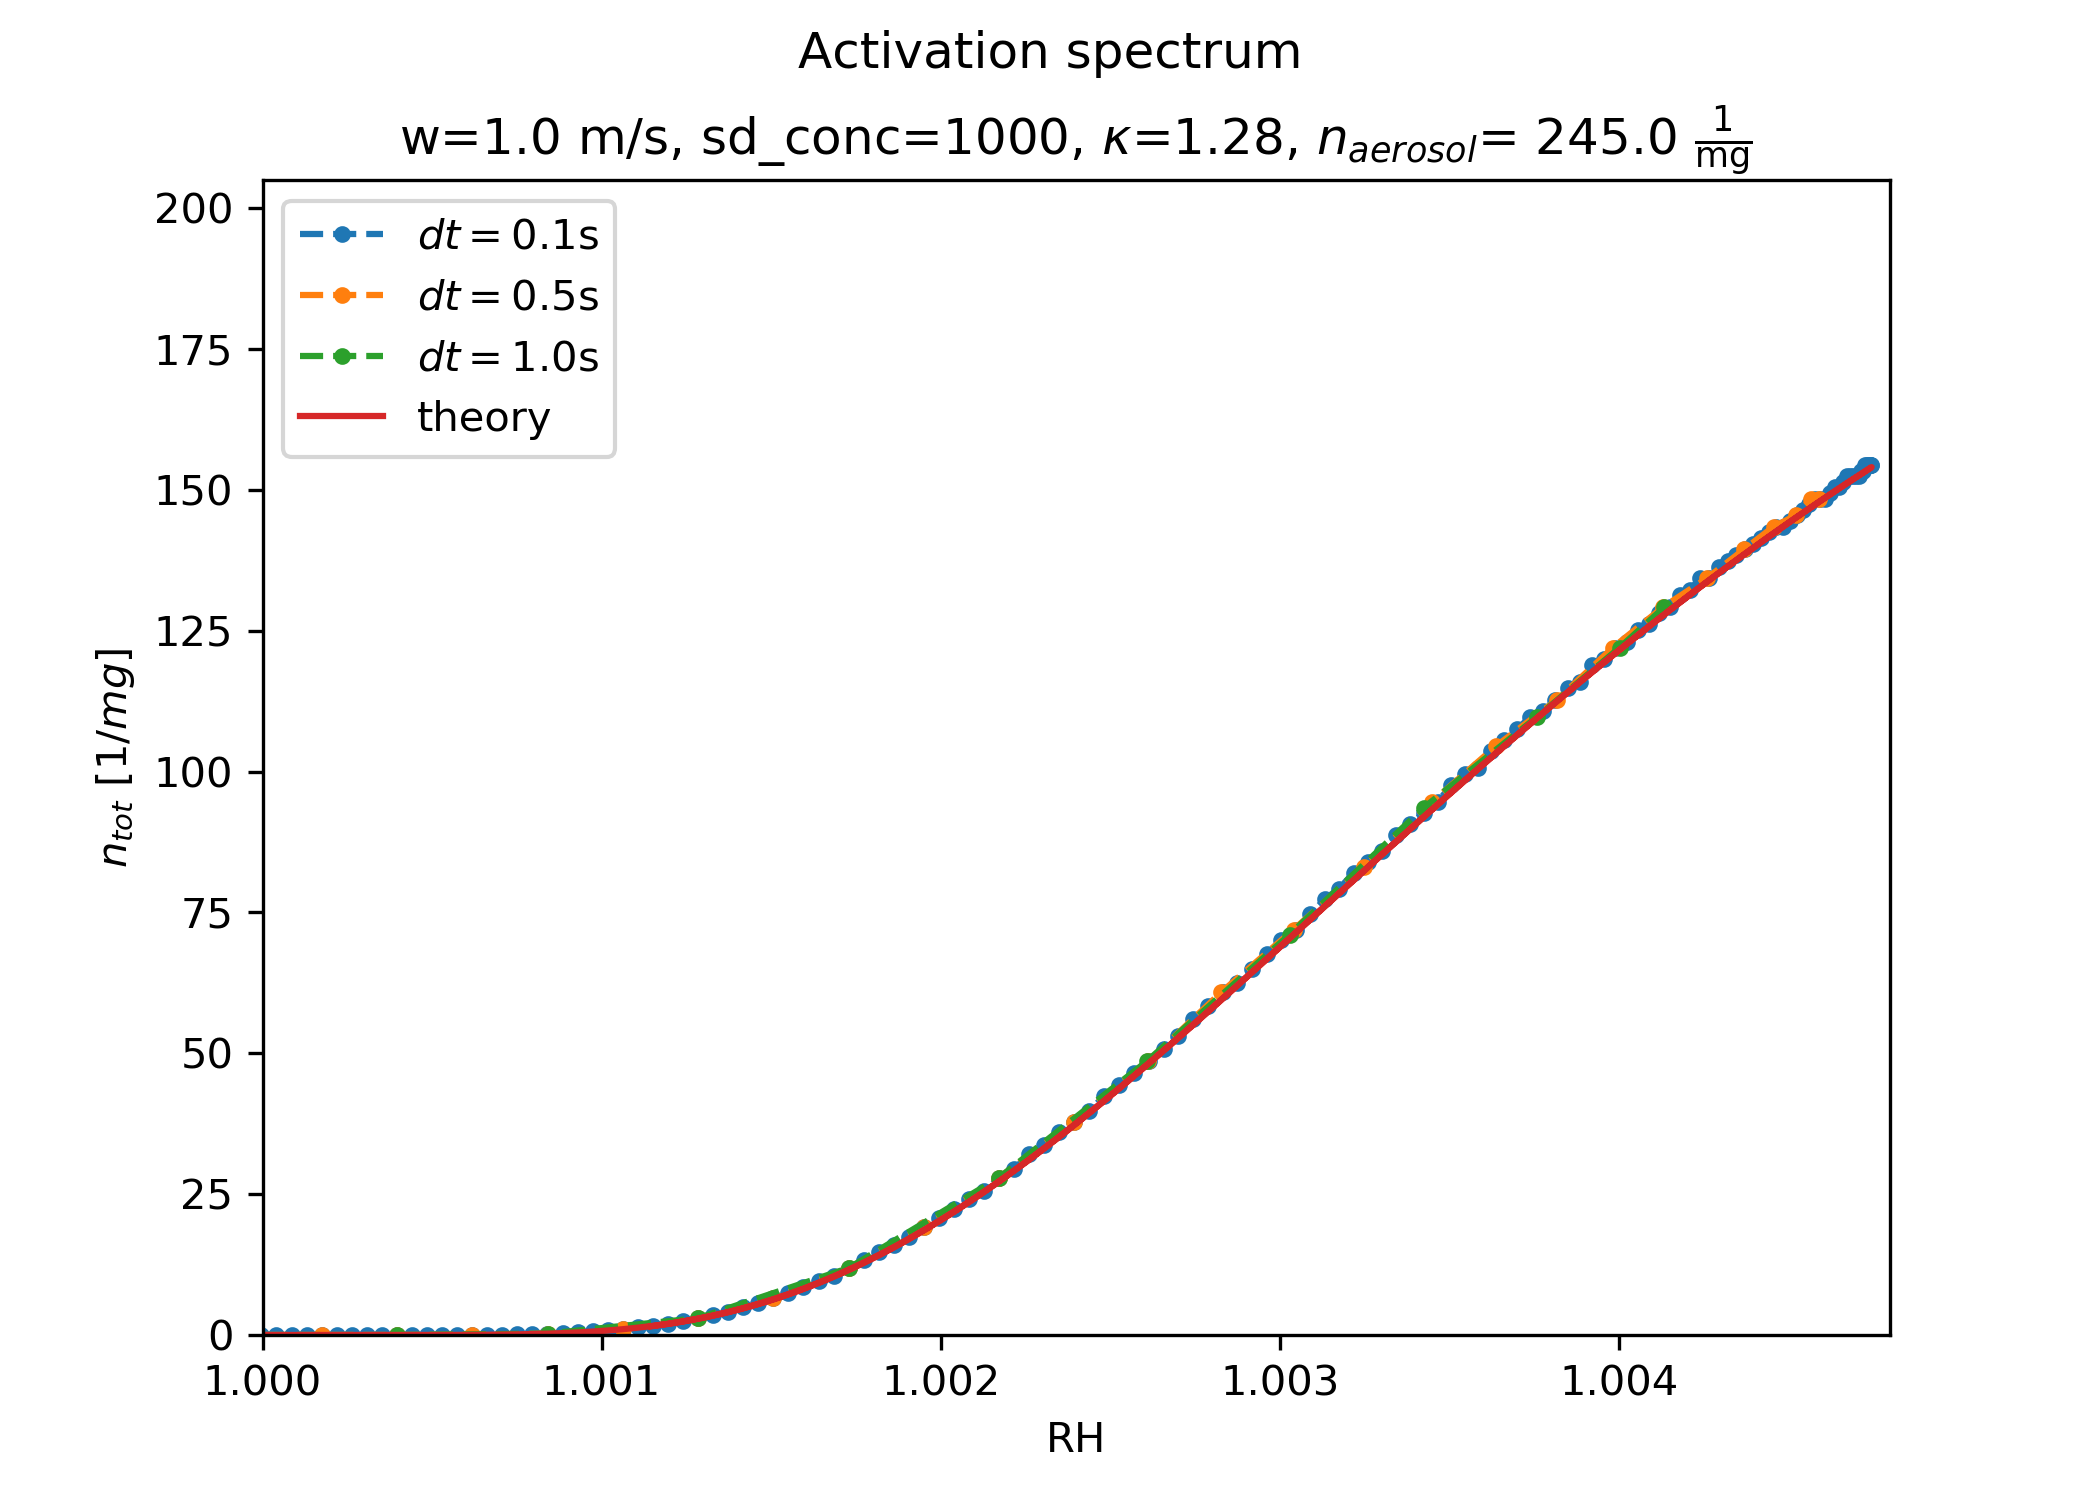 Activation spectrum
w=1.0 m/s, sd_conc=1000, κ=1.28, n_aerosol= 245.0 1/mg
200
175
150
125
100
75
50
25
0
n_tot [1/mg]
dt = 0.1s
dt = 0.5s
dt = 1.0s
theory
1.000 1.001 1.002 1.003 1.004
RH